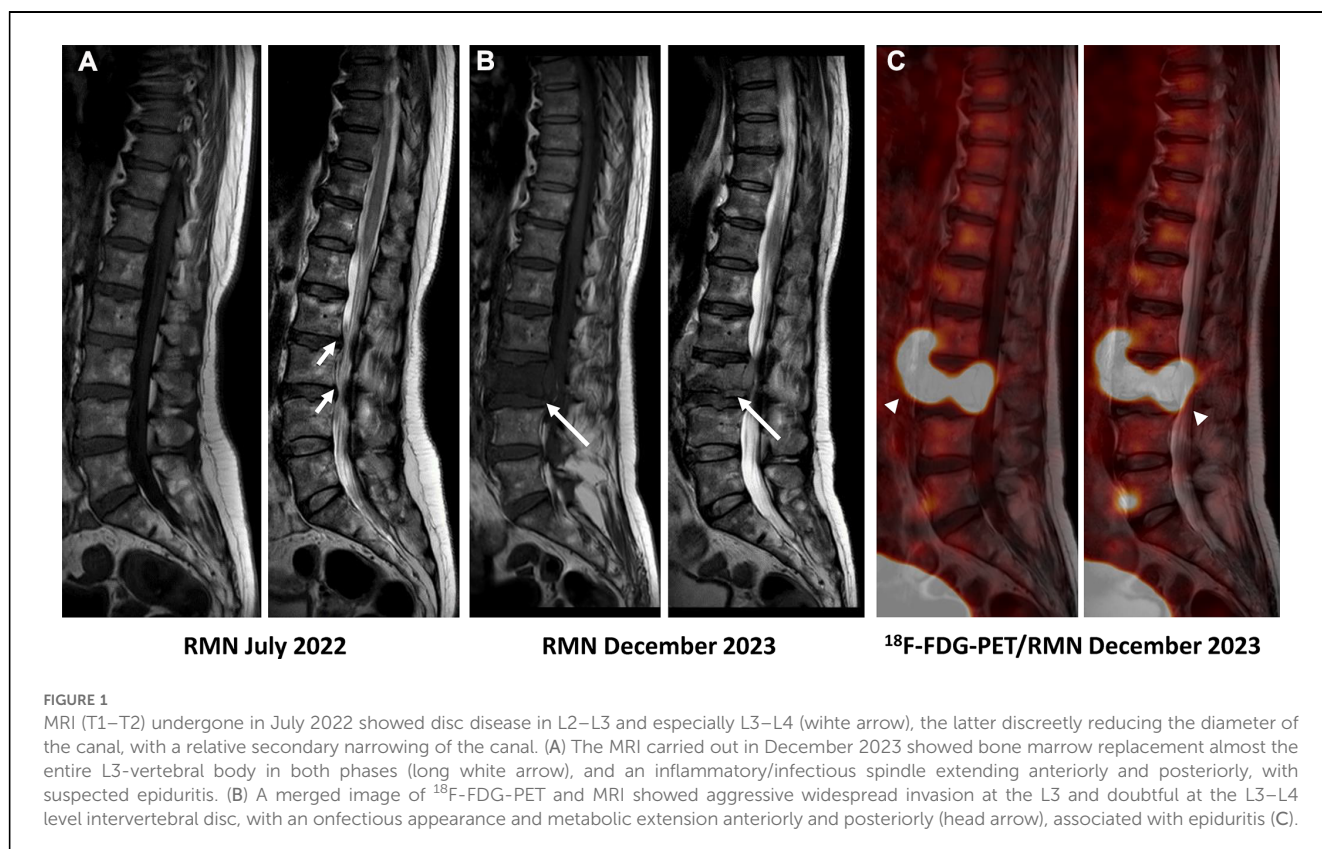 A
B
C
RMN July 2022
RMN December 2023
¹⁸F-FDG-PET/RMN December 2023
FIGURE 1
MRI (T1–T2) undergone in July 2022 showed disc disease in L2–L3 and especially L3–L4 (wihte arrow), the latter discreetly reducing the diameter of
the canal, with a relative secondary narrowing of the canal. (A) The MRI carried out in December 2023 showed bone marrow replacement almost the
entire L3-vertebral body in both phases (long white arrow), and an inflammatory/infectious spindle extending anteriorly and posteriorly, with
suspected epiduritis. (B) A merged image of ¹⁸F-FDG-PET and MRI showed aggressive widespread invasion at the L3 and doubtful at the L3–L4
level intervertebral disc, with an onfectious appearance and metabolic extension anteriorly and posteriorly (head arrow), associated with epiduritis (C).